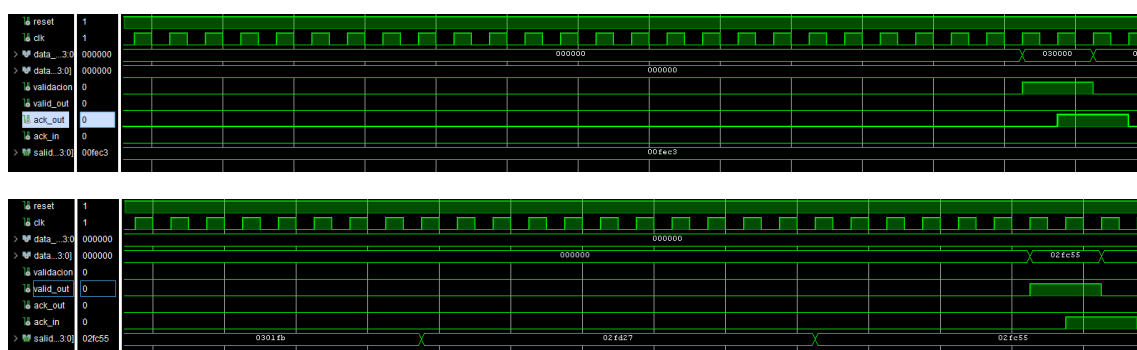 reset 1
clk 1
data_...3:0] 000000 000000 030000 0
data...3:0] 000000 000000
validacion 0
valid_out 0
ack_out 0
ack_in 0
salid...3:0] 00fec3 00fec3
reset 1
clk 1
data_...3:0 000000 000000
data...3:0] 000000 000000 02fc55
validacion 0
valid_out 0
ack_out 0
ack_in 0
salid...3:0] 02fc55 0301fb 02fd27 02fc55